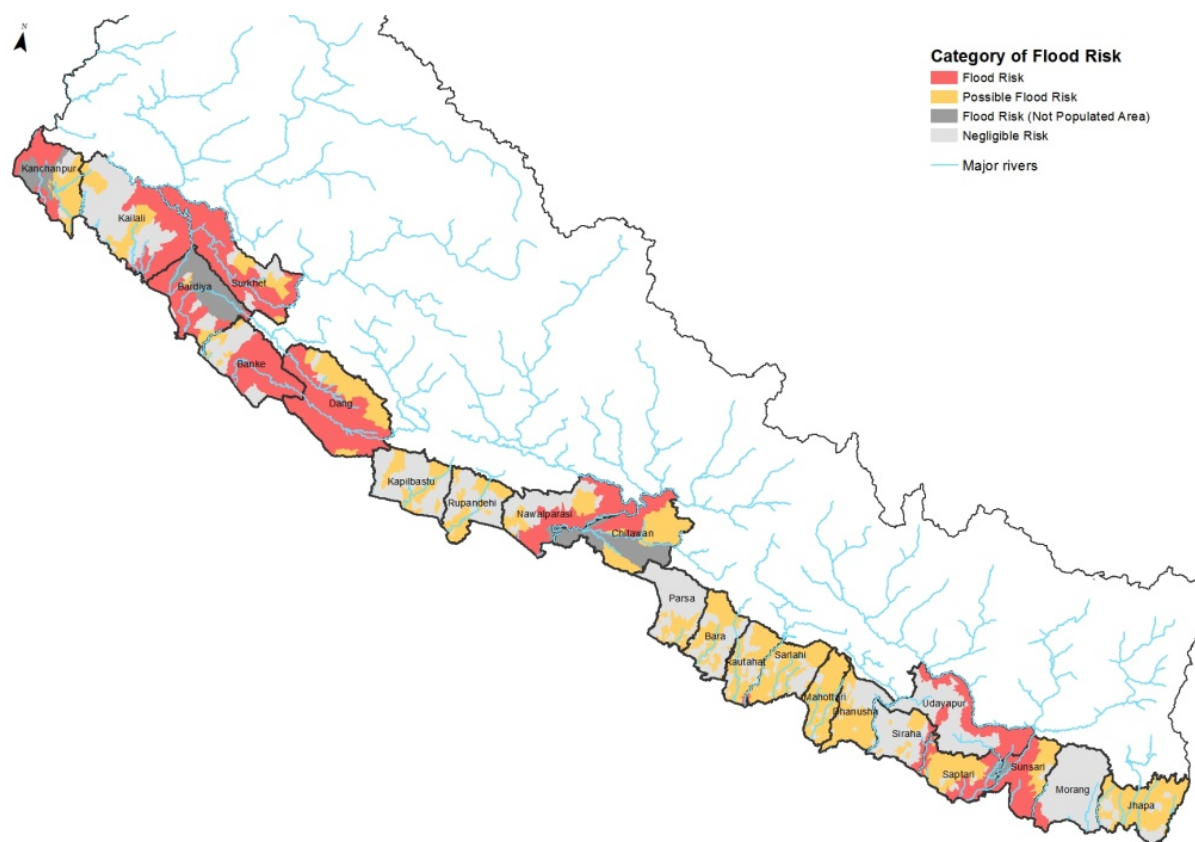 N
Category of Flood Risk
Flood Risk
Possible Flood Risk
Flood Risk (Not Populated Area)
Negligible Risk
Major rivers
Kanchanpur
Kailali
Surkhet
Bardiya
Banke
Dang
Kapilbastu
Rupandehi
Nawalparasi
Chitawan
Parsa
Bara
Rautahat
Sarlahi
Mahottari
Dhanusha
Siraha
Udayapur
Saptari
Sunsari
Morang
Jhapa